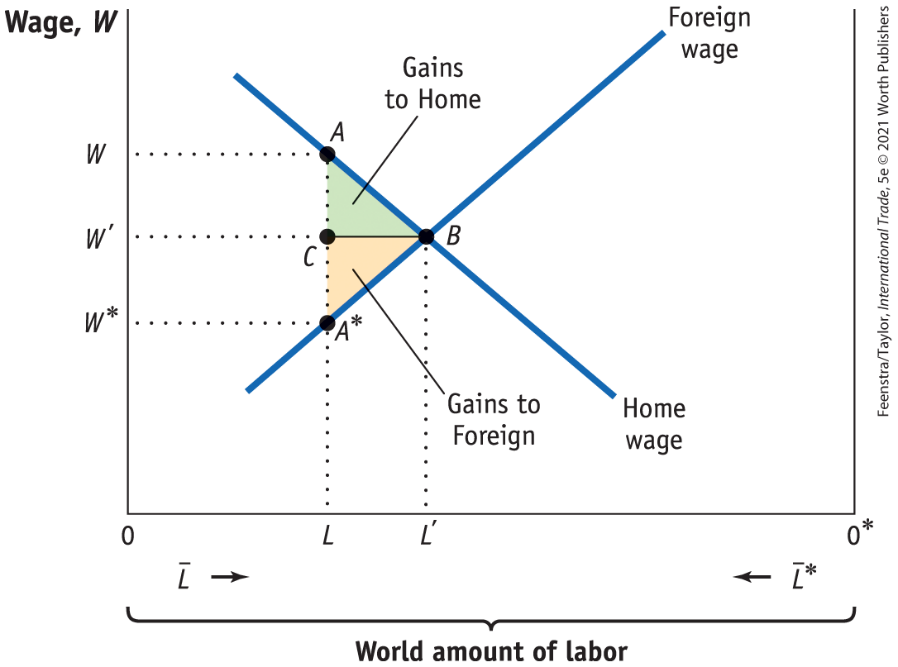 Wage, W
Foreign
wage
Gains
to Home
A
W
W′
C
B
W*
A*
Gains to
Foreign
Home
wage
0
L
L′
0*
L̄ →
← L̄*
World amount of labor
Feenstra/Taylor, International Trade, 5e © 2021 Worth Publishers